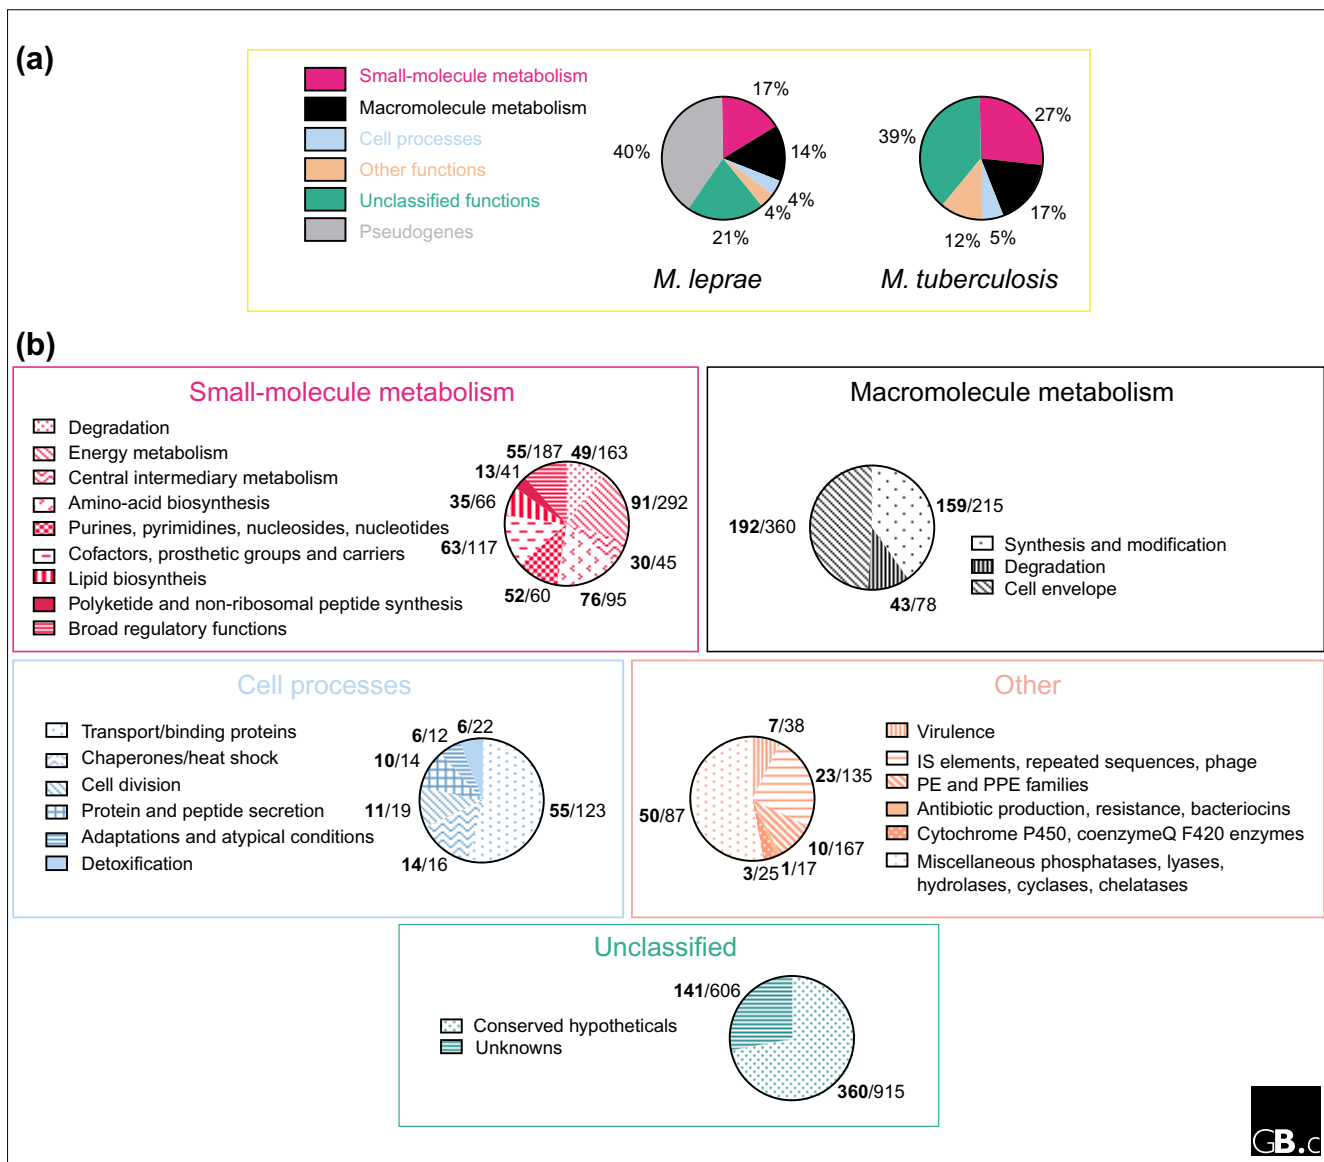 (a)
Small-molecule metabolism
Macromolecule metabolism
Cell processes
Other functions
Unclassified functions
Pseudogenes
17%
14%
4%
4%
21%
40%
M. leprae
27%
17%
5%
12%
39%
M. tuberculosis
(b)
Small-molecule metabolism
Degradation
Energy metabolism
Central intermediary metabolism
Amino-acid biosynthesis
Purines, pyrimidines, nucleosides, nucleotides
Cofactors, prosthetic groups and carriers
Lipid biosyntheis
Polyketide and non-ribosomal peptide synthesis
Broad regulatory functions
55/187
49/163
13/41
91/292
35/66
63/117
30/45
52/60
76/95
Macromolecule metabolism
159/215
192/360
43/78
Synthesis and modification
Degradation
Cell envelope
Cell processes
Transport/binding proteins
Chaperones/heat shock
Cell division
Protein and peptide secretion
Adaptations and atypical conditions
Detoxification
6/22
6/12
10/14
11/19
55/123
14/16
Other
7/38
23/135
50/87
10/167
1/17
3/25
Virulence
IS elements, repeated sequences, phage
PE and PPE families
Antibiotic production, resistance, bacteriocins
Cytochrome P450, coenzymeQ F420 enzymes
Miscellaneous phosphatases, lyases,
hydrolases, cyclases, chelatases
Unclassified
141/606
Conserved hypotheticals
Unknowns
360/915
GB.c